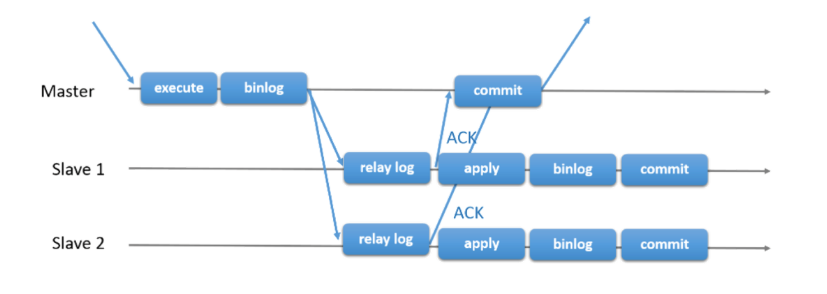 Master execute binlog commit
ACK
Slave 1 relay log apply binlog commit
ACK
Slave 2 relay log apply binlog commit